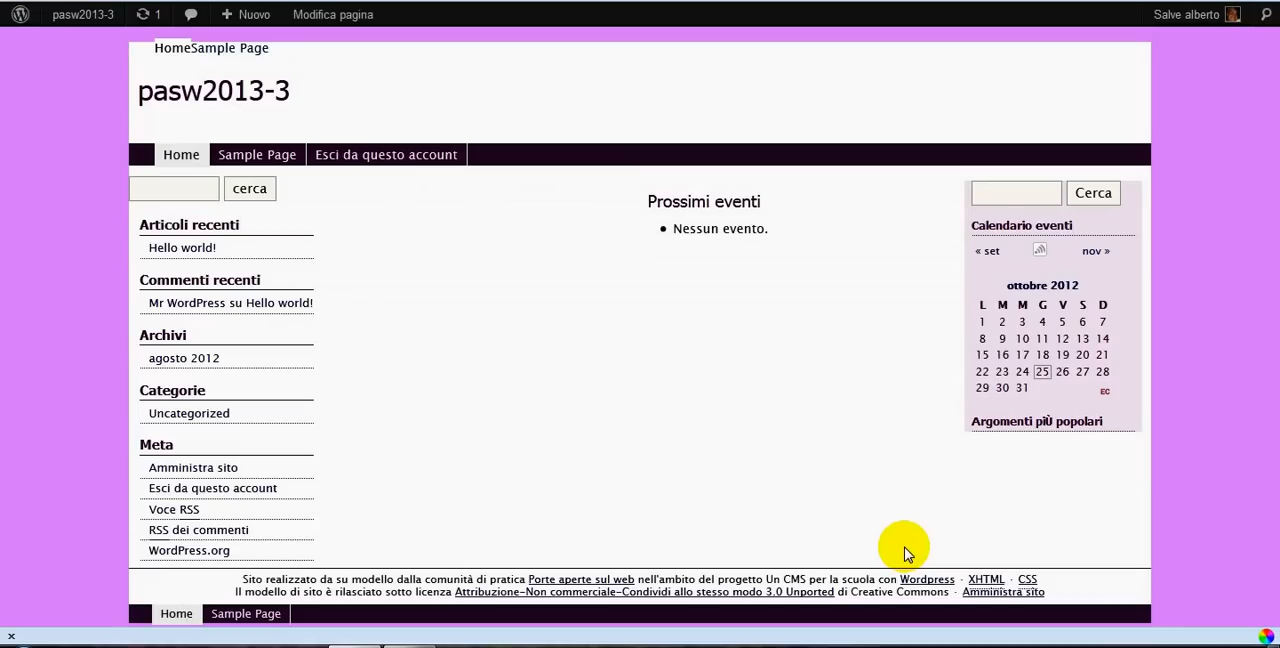 pasw2013-3 1 Nuovo Modifica pagina Salve alberto
HomeSample Page
pasw2013-3
Home Sample Page Esci da questo account
cerca
Articoli recenti
Hello world!
Commenti recenti
Mr WordPress su Hello world!
Archivi
agosto 2012
Categorie
Uncategorized
Meta
Amministra sito
Esci da questo account
Voce RSS
RSS dei commenti
WordPress.org
Prossimi eventi
• Nessun evento.
Cerca
Calendario eventi
« set nov »
ottobre 2012
L M M G V S D
1 2 3 4 5 6 7
8 9 10 11 12 13 14
15 16 17 18 19 20 21
22 23 24 25 26 27 28
29 30 31
EC
Argomenti piÙ popolari
Sito realizzato da su modello dalla comunità di pratica Porte aperte sul web nell'ambito del progetto Un CMS per la scuola con Wordpress · XHTML · CSS
Il modello di sito è rilasciato sotto licenza Attribuzione-Non commerciale-Condividi allo stesso modo 3.0 Unported di Creative Commons · Amministra sito
Home Sample Page